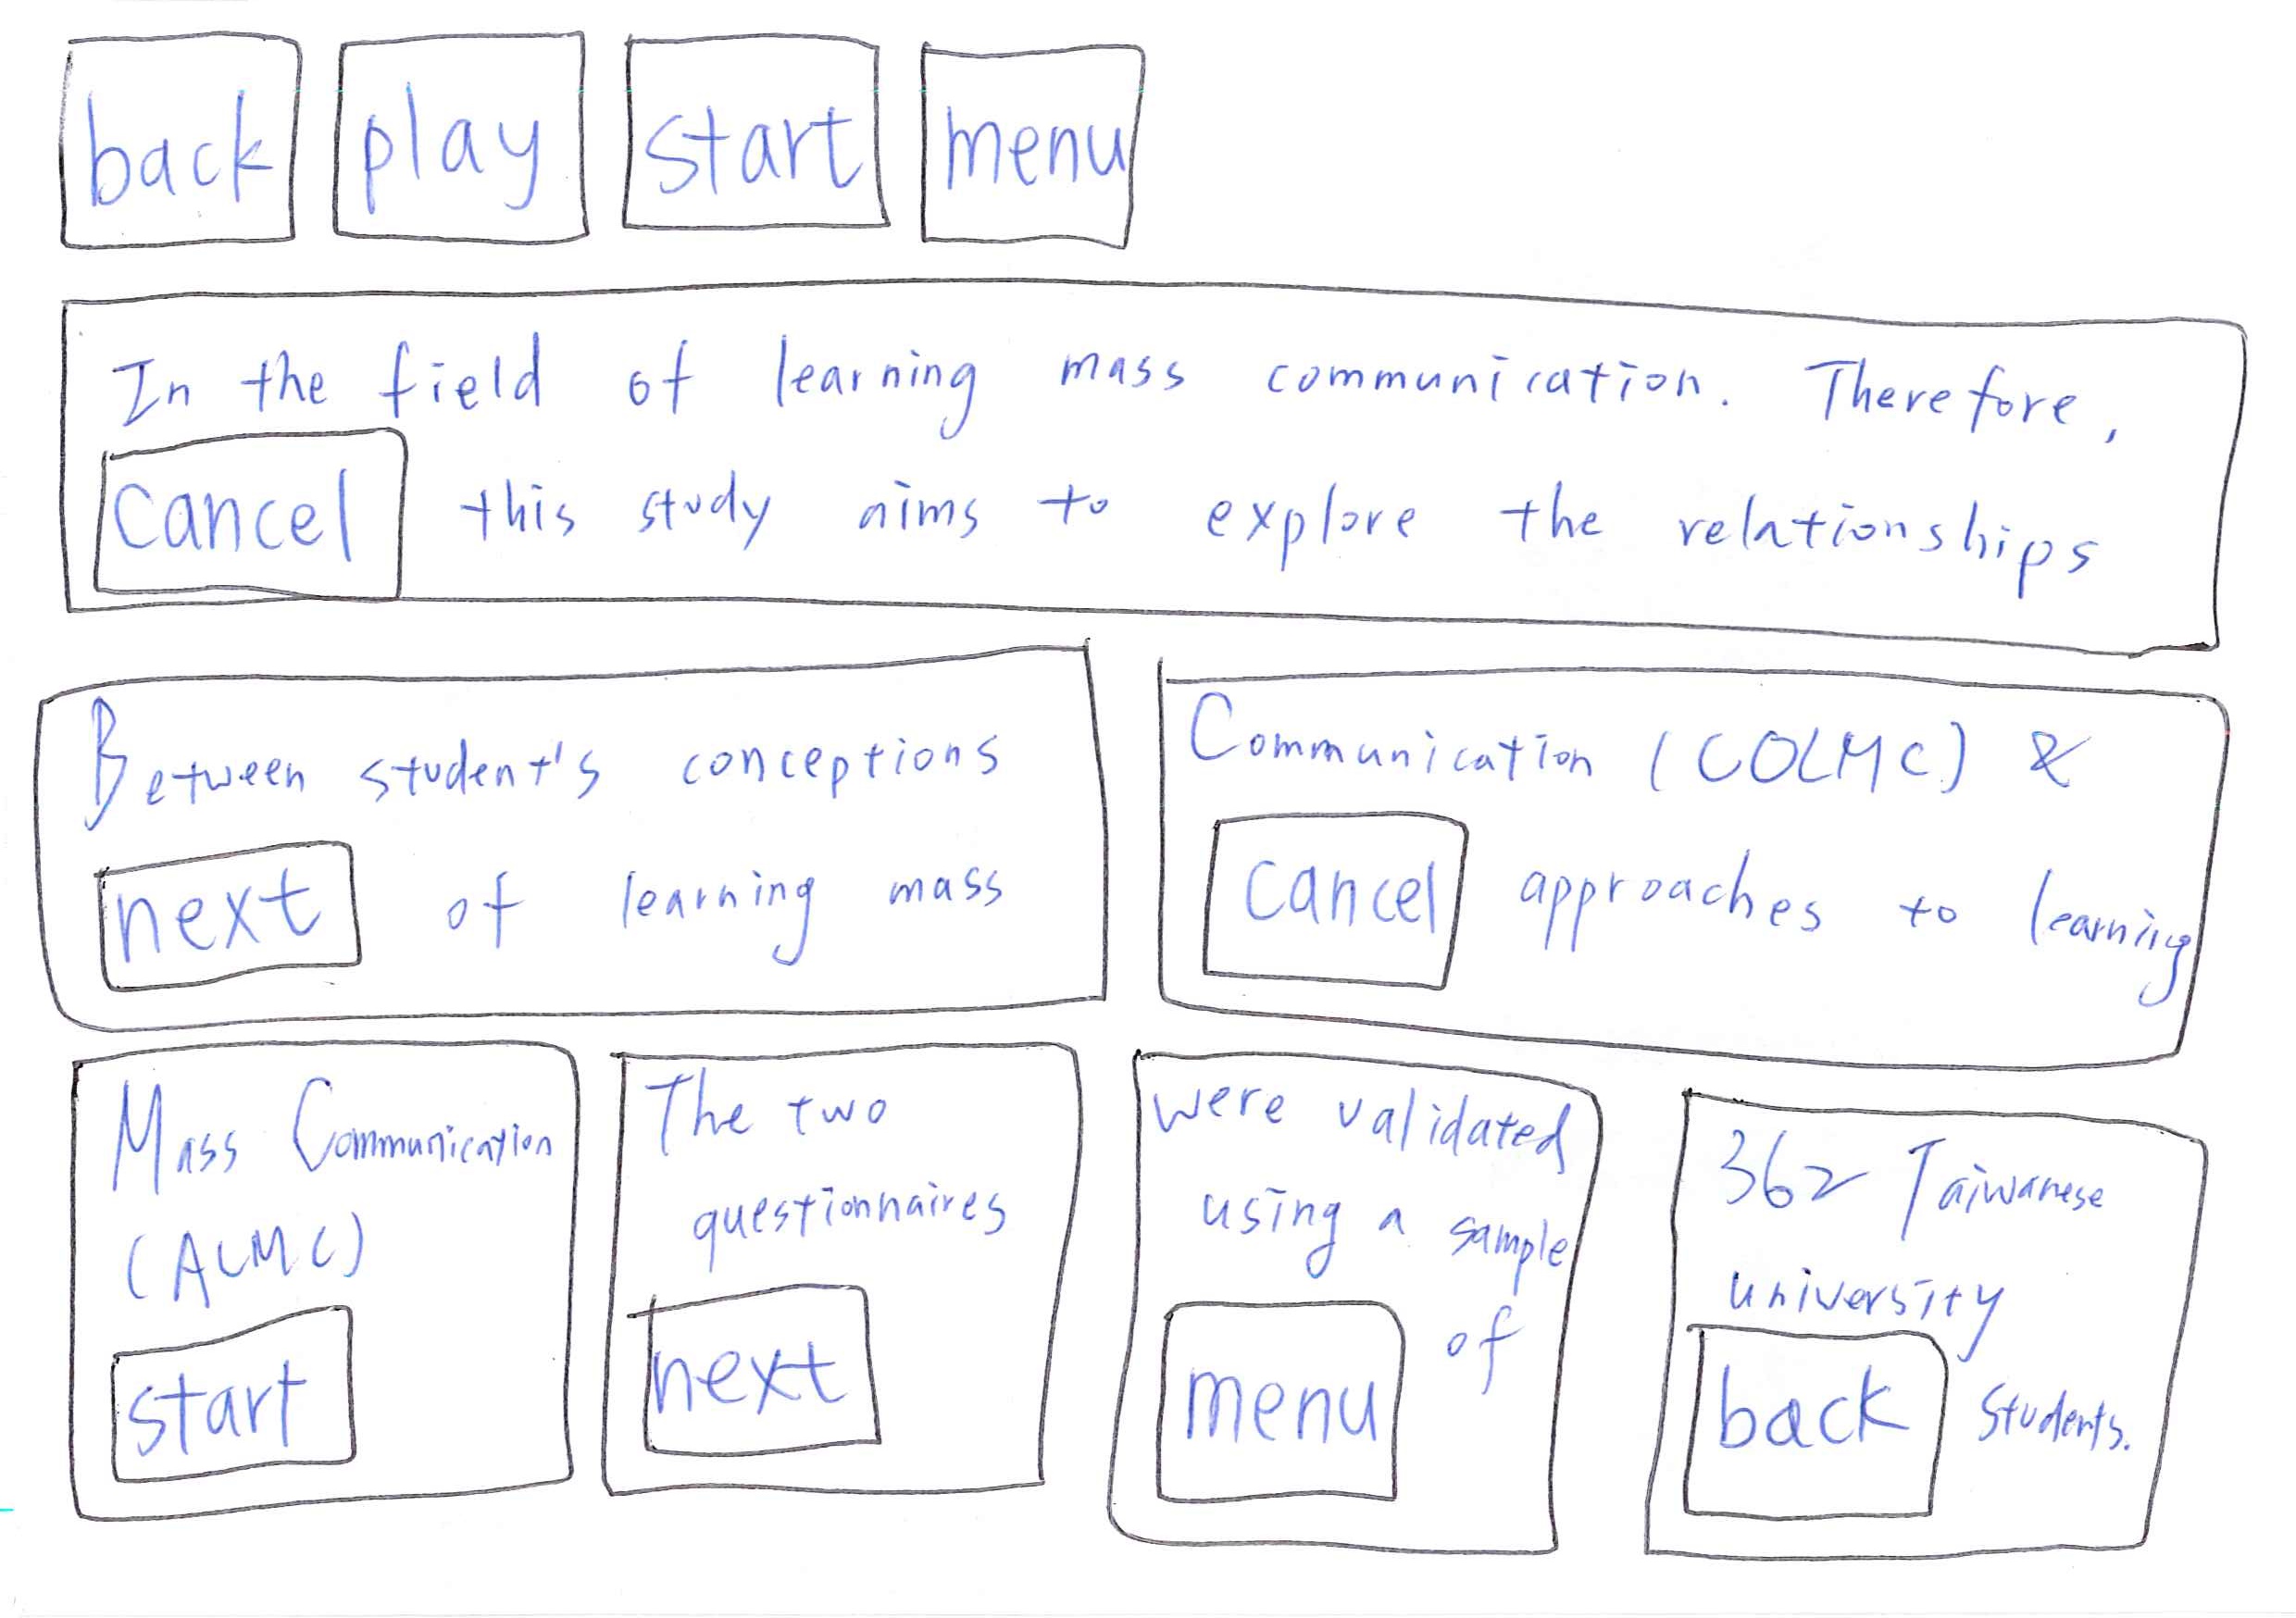 back play start menu
In the field of learning mass communication. Therefore,
cancel this study aims to explore the relationships
Between student's conceptions
next of learning mass
Communication (COLMC) &
cancel approaches to learning
Mass Communication
(ALMC)
start
The two
questionnaires
next
were validated
using a sample
of
menu
362 Taiwanese
university
back students.